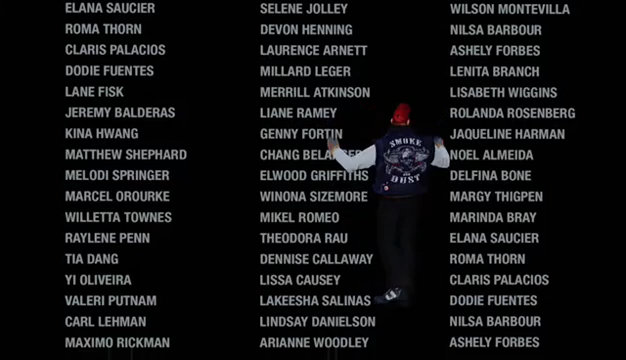 ELANA SAUCIER SELENE JOLLEY WILSON MONTEVILLA
ROMA THORN DEVON HENNING NILSA BARBOUR
CLARIS PALACIOS LAURENCE ARNETT ASHELY FORBES
DODIE FUENTES MILLARD LEGER LENITA BRANCH
LANE FISK MERRILL ATKINSON LISABETH WIGGINS
JEREMY BALDERAS LIANE RAMEY ROLANDA ROSENBERG
KINA HWANG GENNY FORTIN JAQUELINE HARMAN
MATTHEW SHEPHARD CHANG NOEL ALMEIDA
MELODI SPRINGER ELWOOD GRIFFITHS DELFINA BONE
MARCEL OROURKE WINONA SIZEMORE MARGY THIGPEN
WILLETTA TOWNES MIKEL ROMEO MARINDA BRAY
RAYLENE PENN THEODORA RAU ELANA SAUCIER
TIA DANG DENNISE CALLAWAY ROMA THORN
YI OLIVEIRA LISSA CAUSEY CLARIS PALACIOS
VALERI PUTNAM LAKEESHA SALINAS DODIE FUENTES
CARL LEHMAN LINDSAY DANIELSON NILSA BARBOUR
MAXIMO RICKMAN ARIANNE WOODLEY ASHELY FORBES
SMOKE
DUST